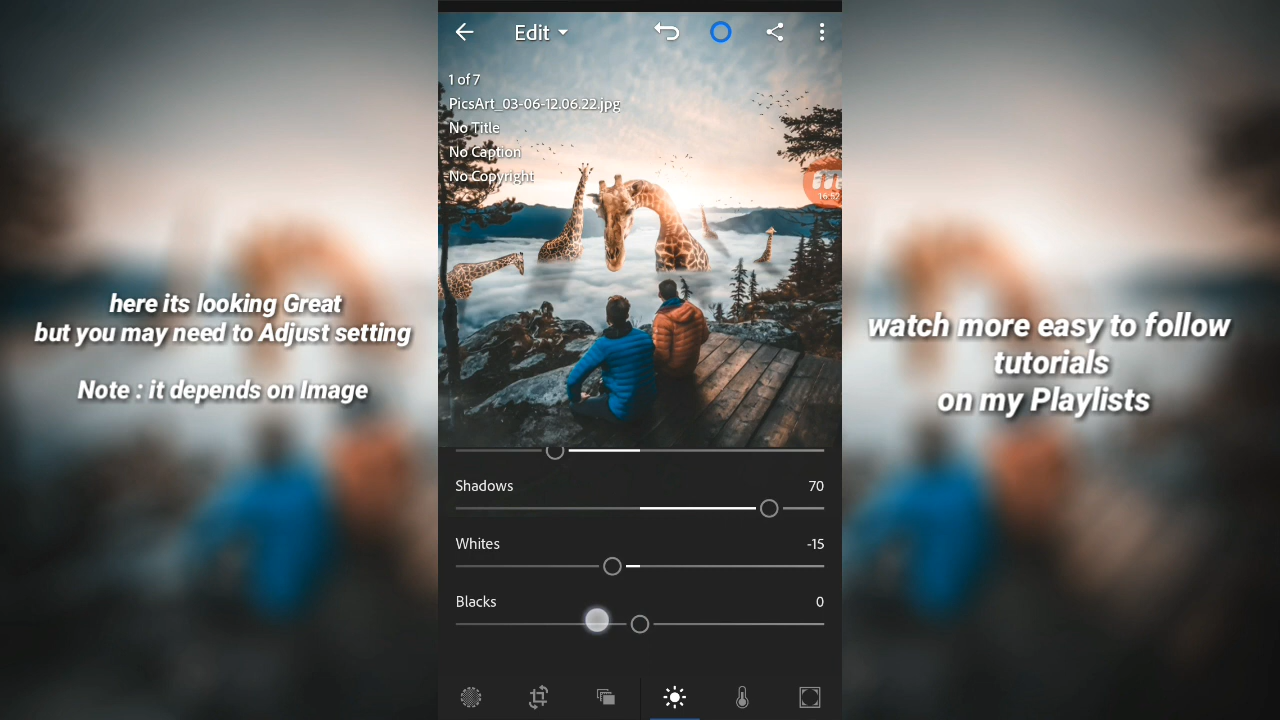 Edit
1 of 7
PicsArt_03-06-12.06.22.jpg
No Title
No Caption
No Copyright
16:52
here its looking Great
but you may need to Adjust setting
Note : it depends on Image
watch more easy to follow
tutorials
on my Playlists
Shadows 70
Whites -15
Blacks 0